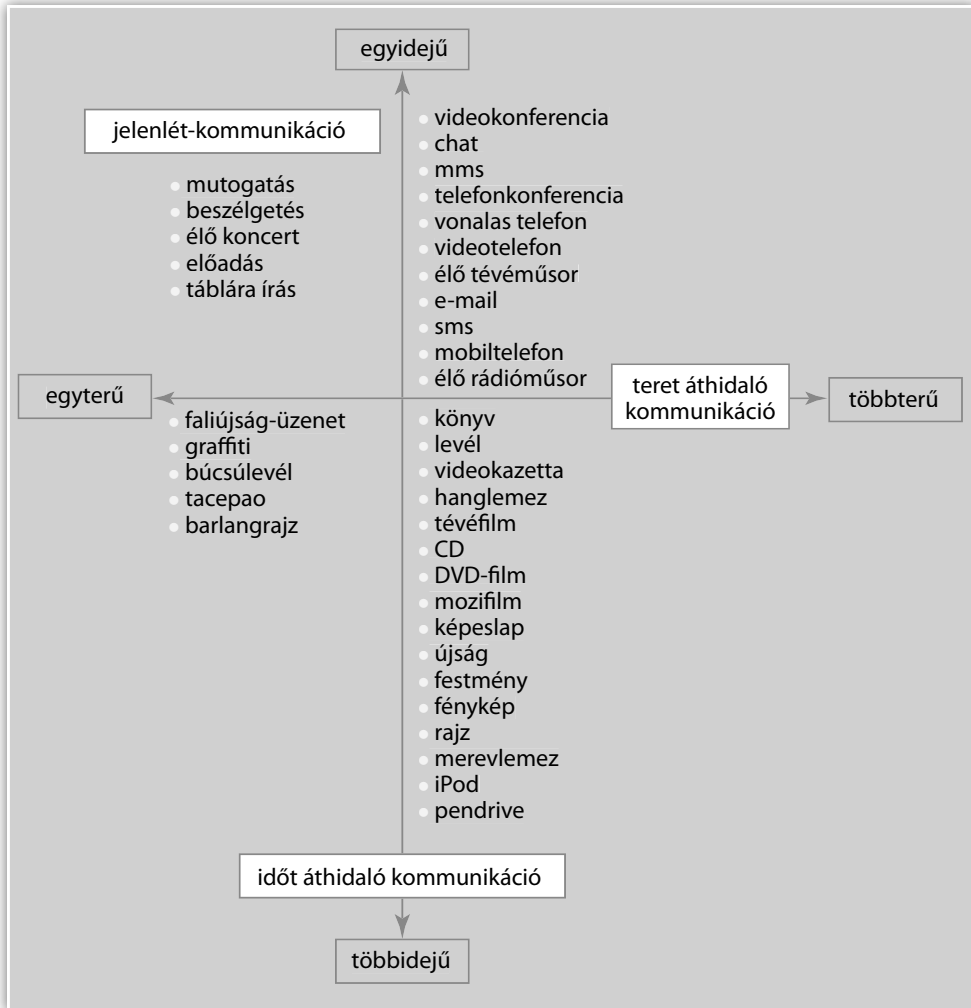 egyidejű
jelenlét-kommunikáció
mutogatás
beszélgetés
élő koncert
előadás
táblára írás
videokonferencia
chat
mms
telefonkonferencia
vonalas telefon
videotelefon
élő tévéműsor
e-mail
sms
mobiltelefon
élő rádióműsor
egyterű
teret áthidaló
kommunikáció
többterű
faliújság-üzenet
graffiti
búcsúlevél
tacepao
barlangrajz
könyv
levél
videokazetta
hanglemez
tévéfilm
CD
DVD-film
mozifilm
képeslap
újság
festmény
fénykép
rajz
merevlemez
iPod
pendrive
időt áthidaló kommunikáció
többidejű